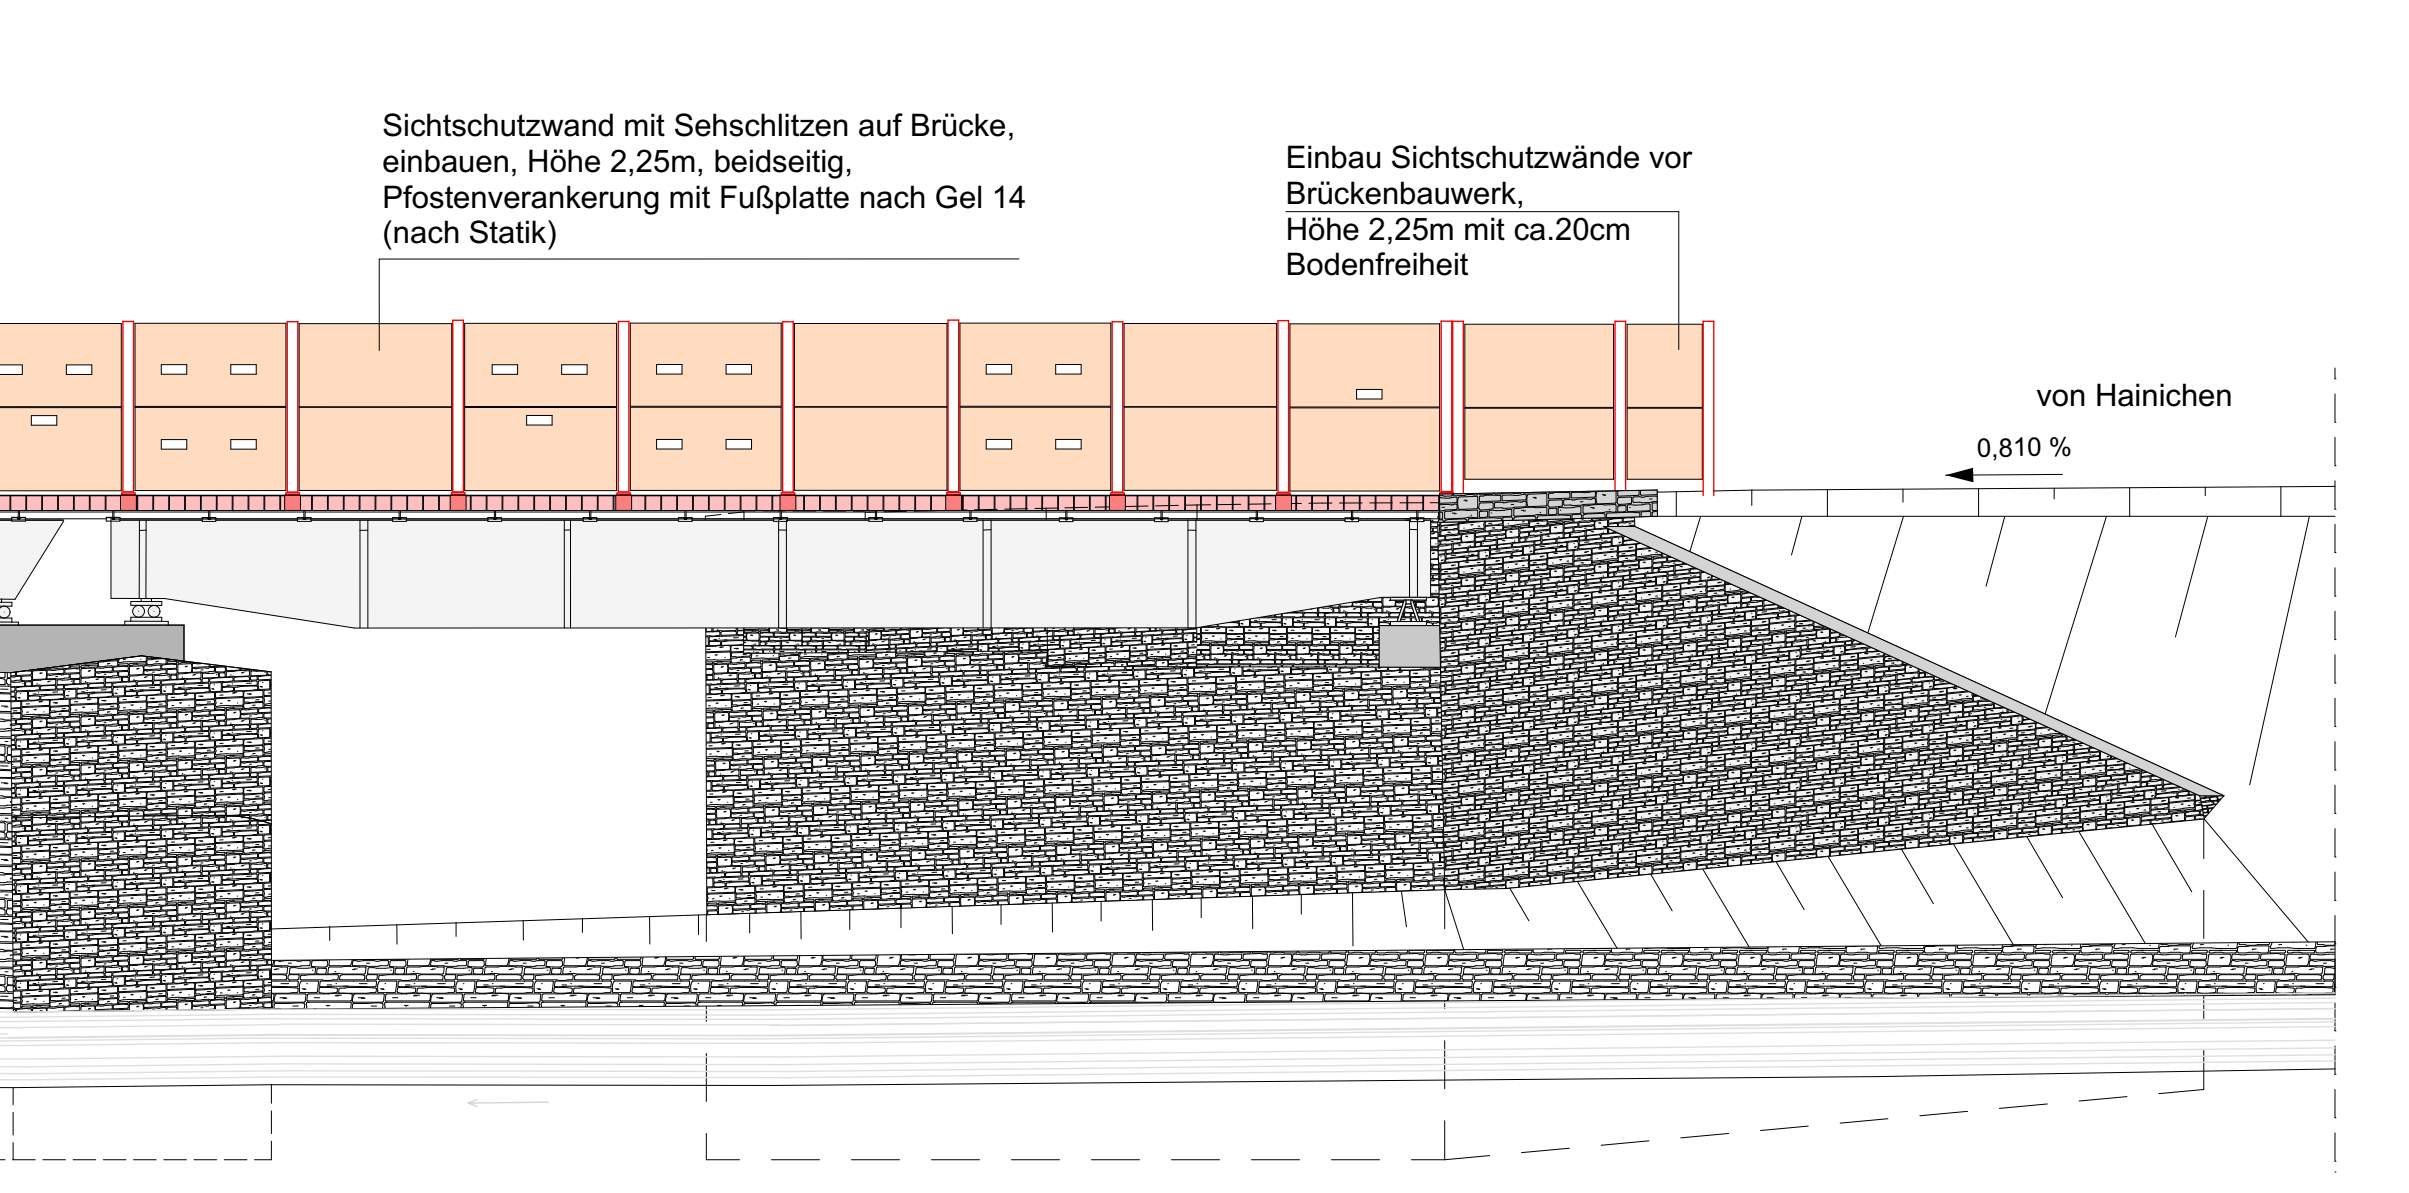 Sichtschutzwand mit Sehschlitzen auf Brücke,
einbauen, Höhe 2,25m, beidseitig,
Pfostenverankerung mit Fußplatte nach Gel 14
(nach Statik)
Einbau Sichtschutzwände vor
Brückenbauwerk,
Höhe 2,25m mit ca.20cm
Bodenfreiheit
von Hainichen
0,810 %